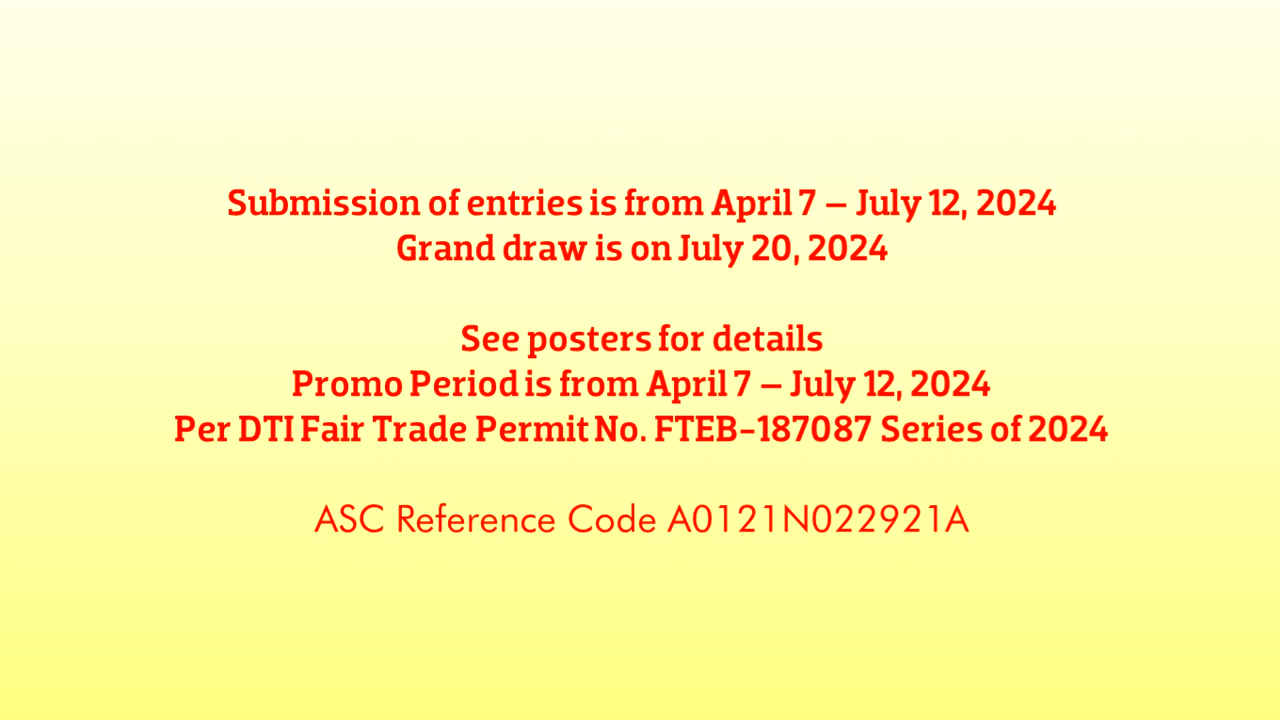 Submission of entries is from April 7 – July 12, 2024
Grand draw is on July 20, 2024
See posters for details
Promo Period is from April 7 – July 12, 2024
Per DTI Fair Trade Permit No. FTEB-187087 Series of 2024
ASC Reference Code A0121N022921A